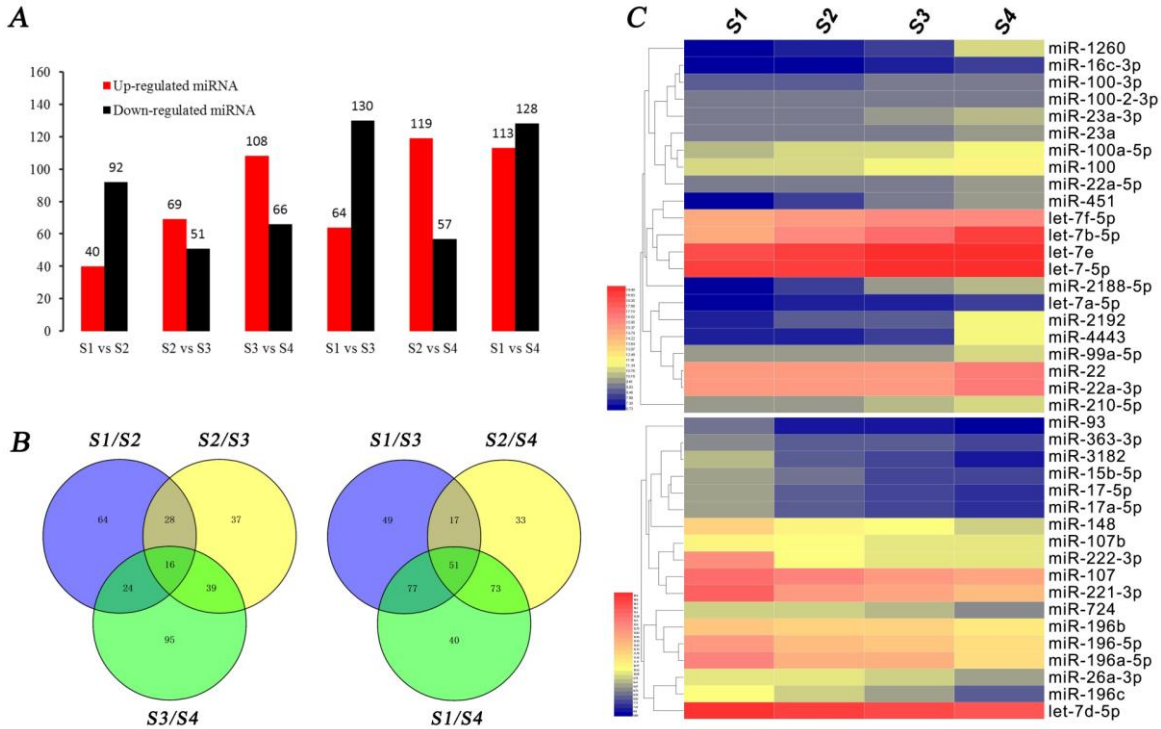 A
160
140
120
100
80
60
40
20
0
Up-regulated miRNA
Down-regulated miRNA
40
92
69
51
108
66
64
130
119
57
113
128
S1 vs S2
S2 vs S3
S3 vs S4
S1 vs S3
S2 vs S4
S1 vs S4
B
S1/S2
S2/S3
64
28
37
16
24
39
95
S3/S4
S1/S3
S2/S4
49
17
33
51
77
73
40
S1/S4
C
S1
S2
S3
S4
miR-1260
miR-16c-3p
miR-100-3p
miR-100-2-3p
miR-23a-3p
miR-23a
miR-100a-5p
miR-100
miR-22a-5p
miR-451
let-7f-5p
let-7b-5p
let-7e
let-7-5p
miR-2188-5p
let-7a-5p
miR-2192
miR-4443
miR-99a-5p
miR-22
miR-22a-3p
miR-210-5p
miR-93
miR-363-3p
miR-3182
miR-15b-5p
miR-17-5p
miR-17a-5p
miR-148
miR-107b
miR-222-3p
miR-107
miR-221-3p
miR-724
miR-196b
miR-196-5p
miR-196a-5p
miR-26a-3p
miR-196c
let-7d-5p